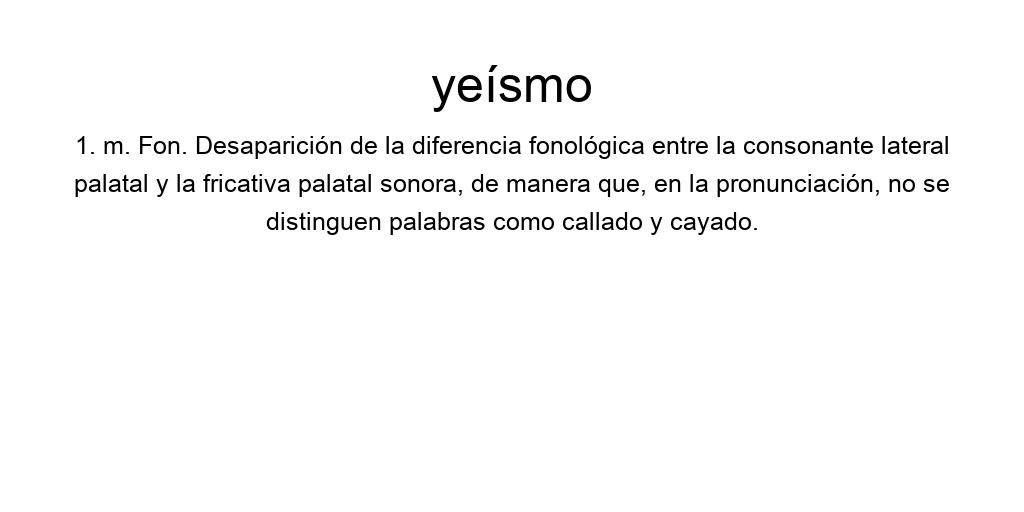 yeísmo
1. m. Fon. Desaparición de la diferencia fonológica entre la consonante lateral
palatal y la fricativa palatal sonora, de manera que, en la pronunciación, no se
distinguen palabras como callado y cayado.